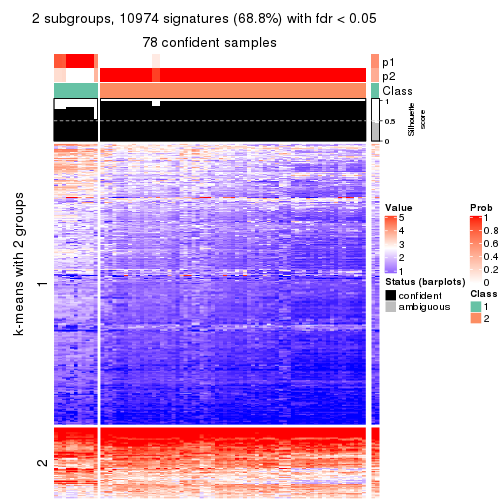 2 subgroups, 10974 signatures (68.8%) with fdr < 0.05
78 confident samples
p1
p2
Class
1
0.5
0
Silhouette
score
k-means with 2 groups
1
2
Value
5
4
3
2
1
Status (barplots)
confident
ambiguous
Prob
1
0.8
0.6
0.4
0.2
0
Class
1
2